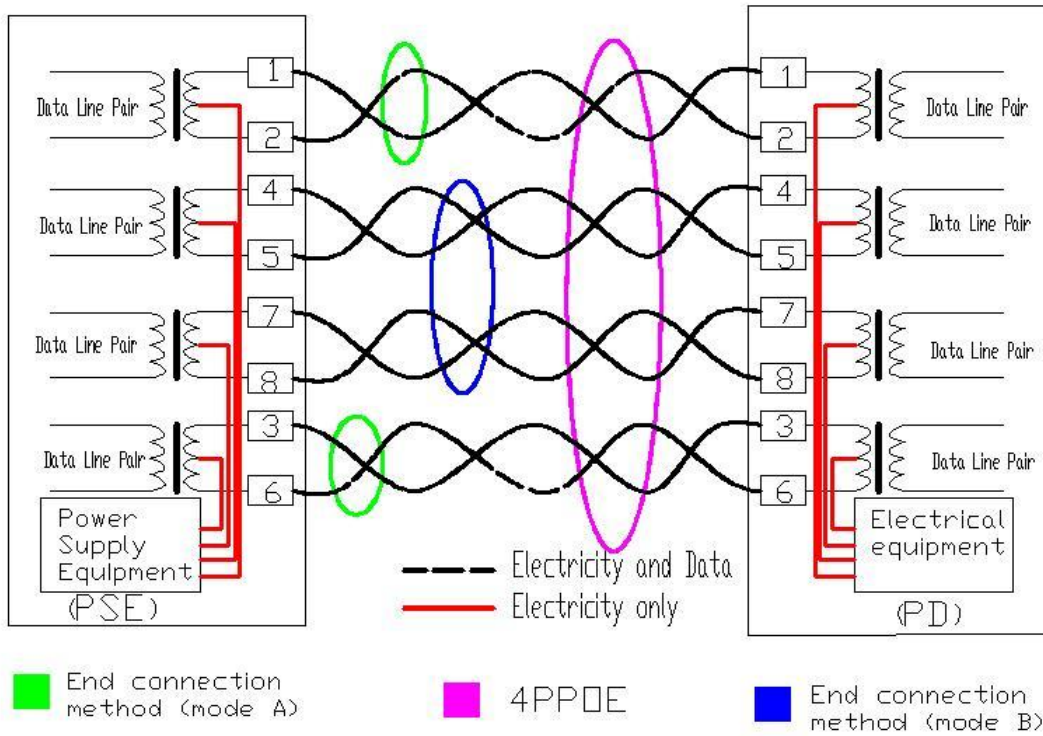 1
1
Data Line Pair
Data Line Pair
2
2
4
4
Data Line Pair
Data Line Pair
5
5
7
7
Data Line Pair
Data Line Pair
8
8
3
3
Data Line Pair
Data Line Pair
6
6
Power
Supply
Equipment
(PSE)
Electricity and Data
Electricity only
Electrical
equipment
(PD)
End connection
method (mode A)
4PPOE
End connection
method (mode B)